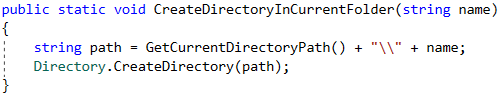 public static void CreateDirectoryInCurrentFolder(string name)
{
    string path = GetCurrentDirectoryPath() + "\\" + name;
    Directory.CreateDirectory(path);
}